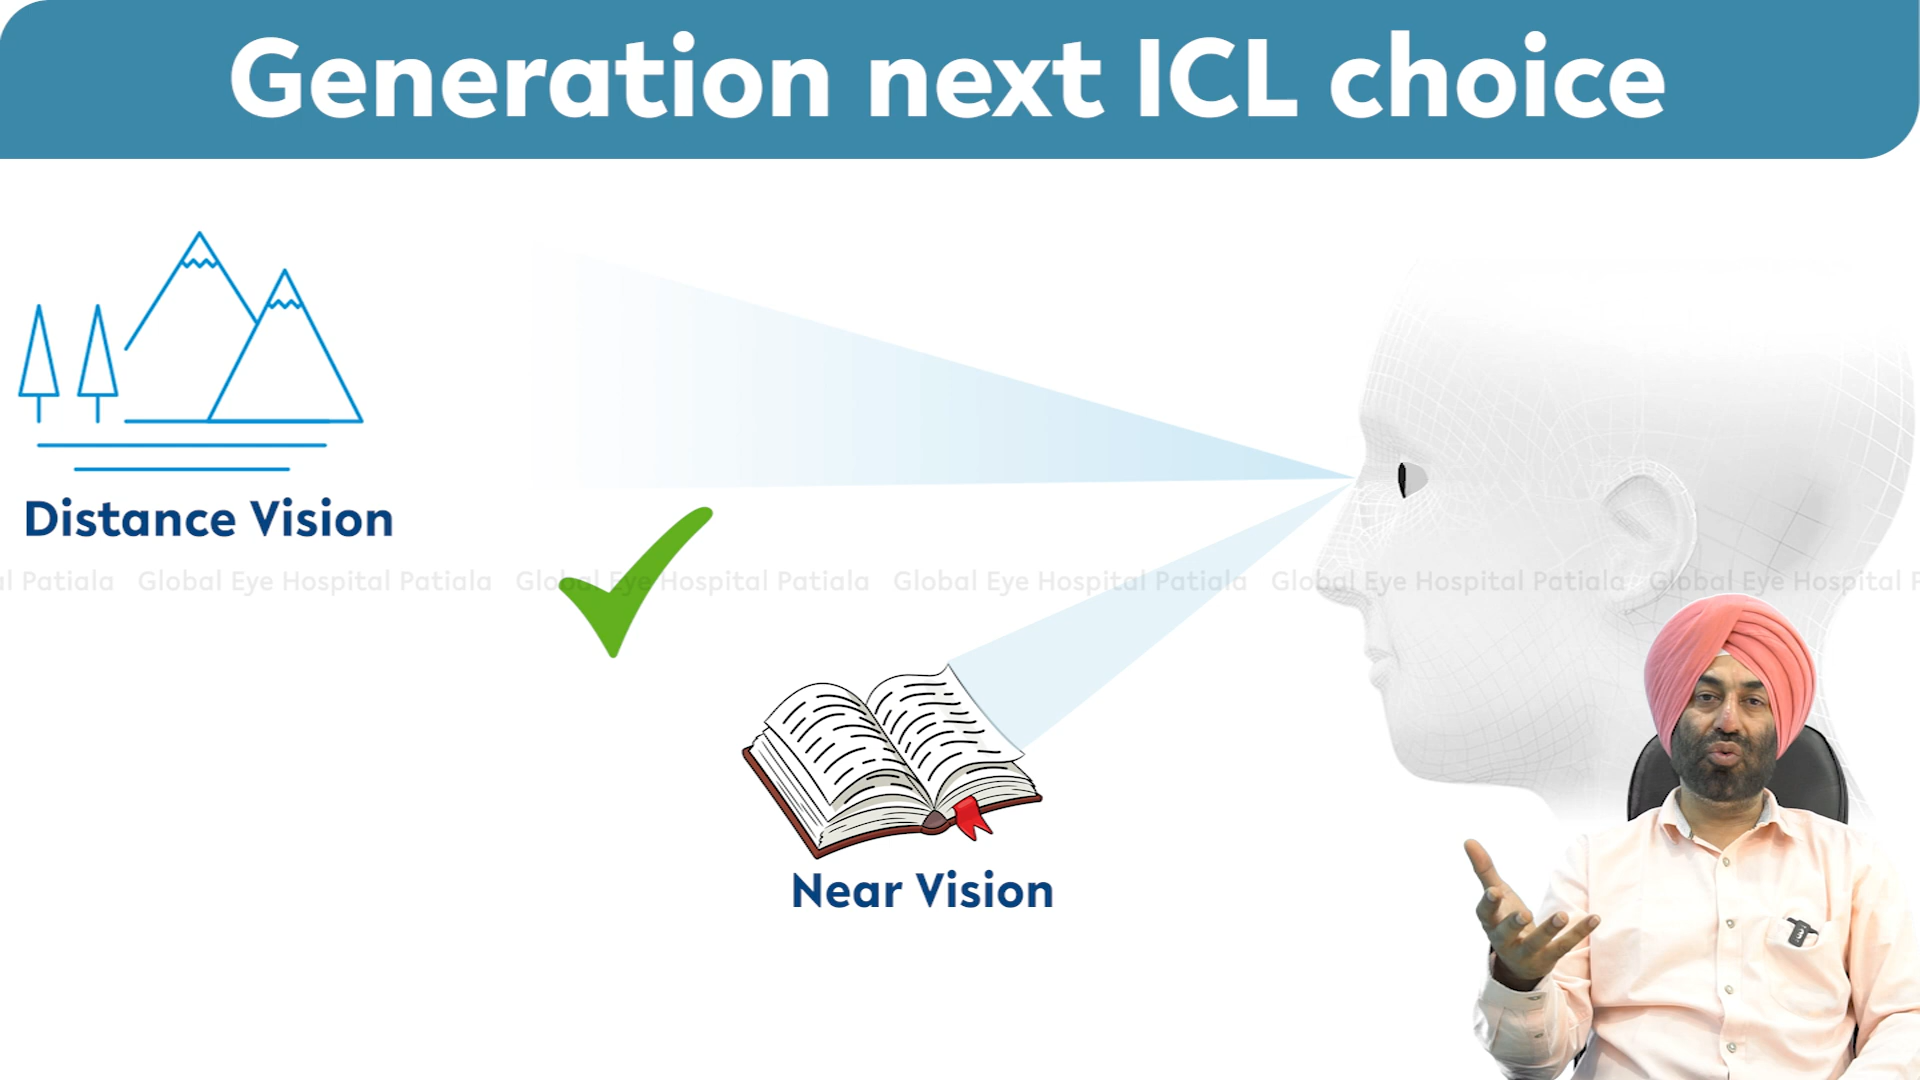 Generation next ICL choice
Distance Vision
al Patiala Global Eye Hospital Patiala Global Eye Hospital Patiala Global Eye Hospital Patiala Global Eye Hospital Patiala Global Eye Hospital P
Near Vision